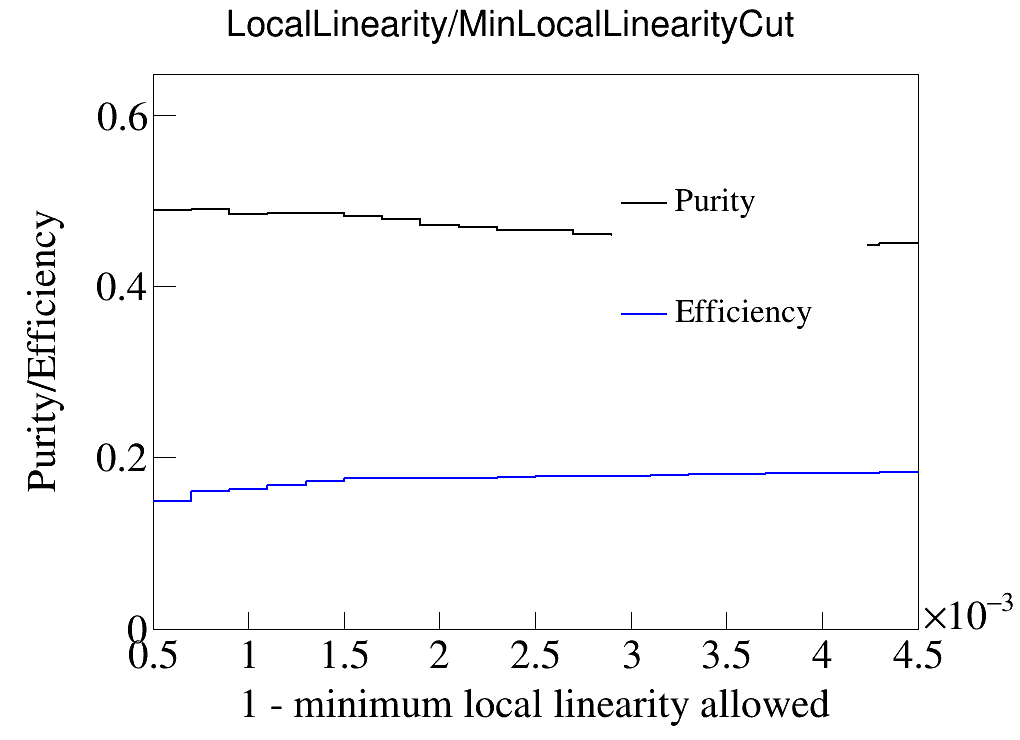 LocalLinearity/MinLocalLinearityCut
Purity/Efficiency
0.6
0.4
0.2
0
Purity
Efficiency
0.5 1 1.5 2 2.5 3 3.5 4 4.5
×10⁻³
1 - minimum local linearity allowed